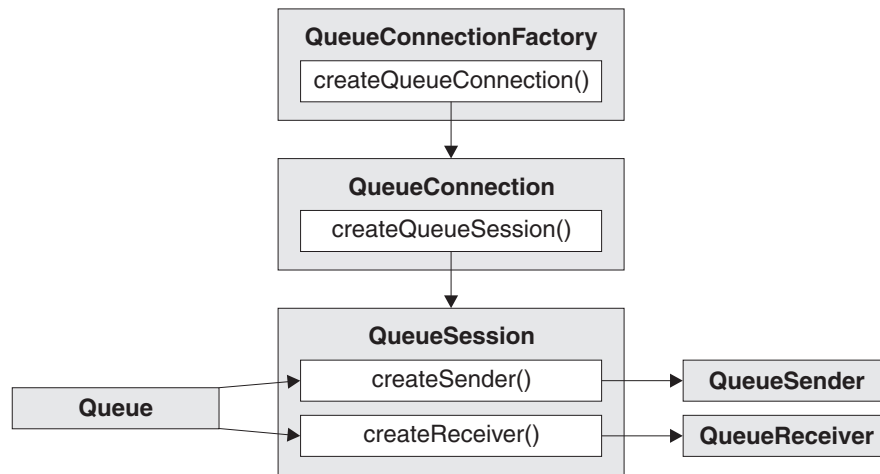 QueueConnectionFactory
createQueueConnection()
QueueConnection
createQueueSession()
QueueSession
createSender()
QueueSender
Queue
createReceiver()
QueueReceiver